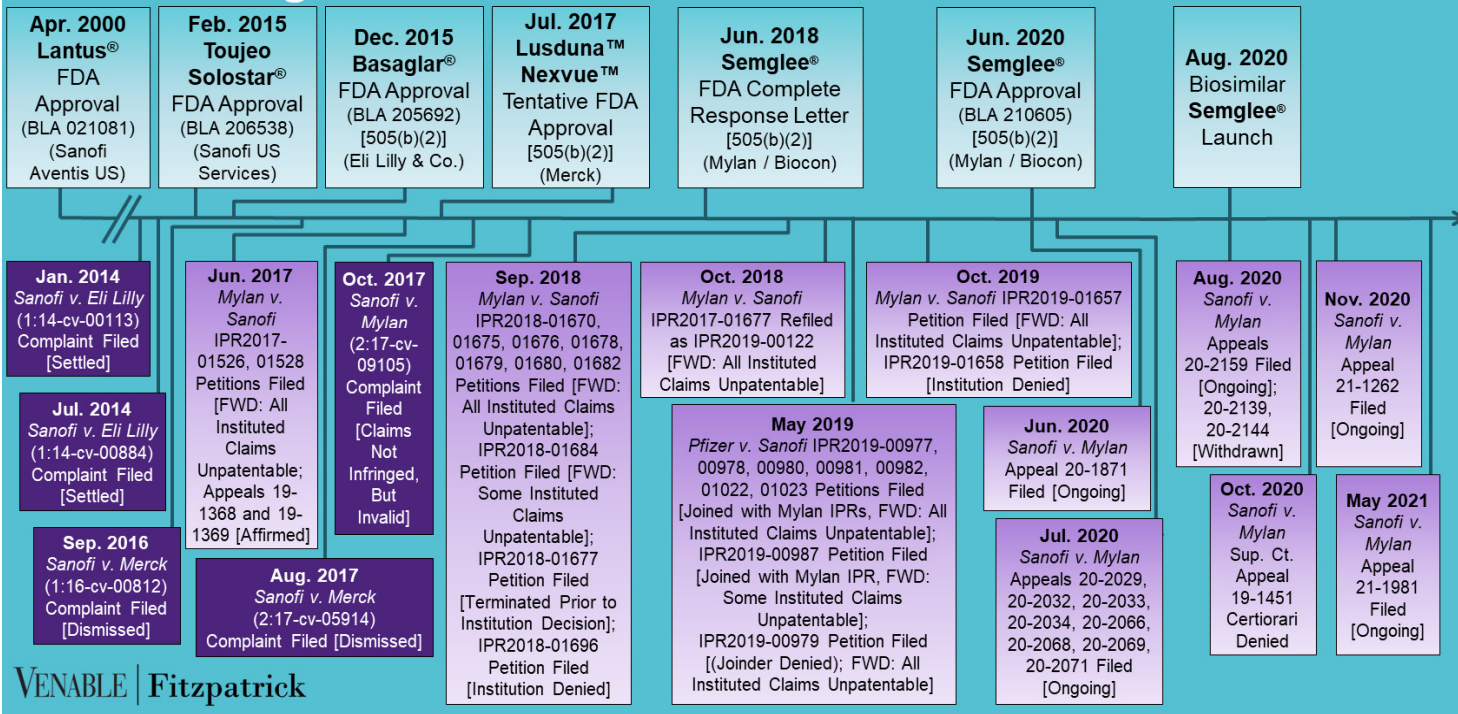 Apr. 2000
Lantus®
FDA
Approval
(BLA 021081)
(Sanofi
Aventis US)
Feb. 2015
Toujeo
Solostar®
FDA Approval
(BLA 206538)
(Sanofi US
Services)
Dec. 2015
Basaglar®
FDA Approval
(BLA 205692)
[505(b)(2)]
(Eli Lilly & Co.)
Jul. 2017
Lusduna™
Nexvue™
Tentative FDA
Approval
[505(b)(2)]
(Merck)
Jun. 2018
Semglee®
FDA Complete
Response Letter
[505(b)(2)]
(Mylan / Biocon)
Jun. 2020
Semglee®
FDA Approval
(BLA 210605)
[505(b)(2)]
(Mylan / Biocon)
Aug. 2020
Biosimilar
Semglee®
Launch
Jan. 2014
Sanofi v. Eli Lilly
(1:14-cv-00113)
Complaint Filed
[Settled]
Jul. 2014
Sanofi v. Eli Lilly
(1:14-cv-00884)
Complaint Filed
[Settled]
Sep. 2016
Sanofi v. Merck
(1:16-cv-00812)
Complaint Filed
[Dismissed]
Jun. 2017
Mylan v.
Sanofi
IPR2017-
01526, 01528
Petitions Filed
[FWD: All
Instituted
Claims
Unpatentable;
Appeals 19-
1368 and 19-
1369 [Affirmed]
Aug. 2017
Sanofi v. Merck
(2:17-cv-05914)
Complaint Filed [Dismissed]
Oct. 2017
Sanofi v.
Mylan
(2:17-cv-
09105)
Complaint
Filed
[Claims
Not
Infringed,
But
Invalid]
Sep. 2018
Mylan v. Sanofi
IPR2018-01670,
01675, 01676, 01678,
01679, 01680, 01682
Petitions Filed [FWD:
All Instituted Claims
Unpatentable];
IPR2018-01684
Petition Filed [FWD:
Some Instituted
Claims
Unpatentable];
IPR2018-01677
Petition Filed
[Terminated Prior to
Institution Decision];
IPR2018-01696
Petition Filed
[Institution Denied]
Oct. 2018
Mylan v. Sanofi
IPR2017-01677 Refiled
as IPR2019-00122
[FWD: All Instituted
Claims Unpatentable]
May 2019
Pfizer v. Sanofi IPR2019-00977,
00978, 00980, 00981, 00982,
01022, 01023 Petitions Filed
[Joined with Mylan IPRs, FWD: All
Instituted Claims Unpatentable];
IPR2019-00987 Petition Filed
[Joined with Mylan IPR, FWD:
Some Instituted Claims
Unpatentable];
IPR2019-00979 Petition Filed
[(Joinder Denied); FWD: All
Instituted Claims Unpatentable]
Oct. 2019
Mylan v. Sanofi IPR2019-01657
Petition Filed [FWD: All
Instituted Claims Unpatentable];
IPR2019-01658 Petition Filed
[Institution Denied]
Jun. 2020
Sanofi v. Mylan
Appeal 20-1871
Filed [Ongoing]
Jul. 2020
Sanofi v. Mylan
Appeals 20-2029,
20-2032, 20-2033,
20-2034, 20-2066,
20-2068, 20-2069,
20-2071 Filed
[Ongoing]
Aug. 2020
Sanofi v.
Mylan
Appeals
20-2159 Filed
[Ongoing];
20-2139,
20-2144
[Withdrawn]
Oct. 2020
Sanofi v.
Mylan
Sup. Ct.
Appeal
19-1451
Certiorari
Denied
Nov. 2020
Sanofi v.
Mylan
Appeal
21-1262
Filed
[Ongoing]
May 2021
Sanofi v.
Mylan
Appeal
21-1981
Filed
[Ongoing]
VENABLE | Fitzpatrick